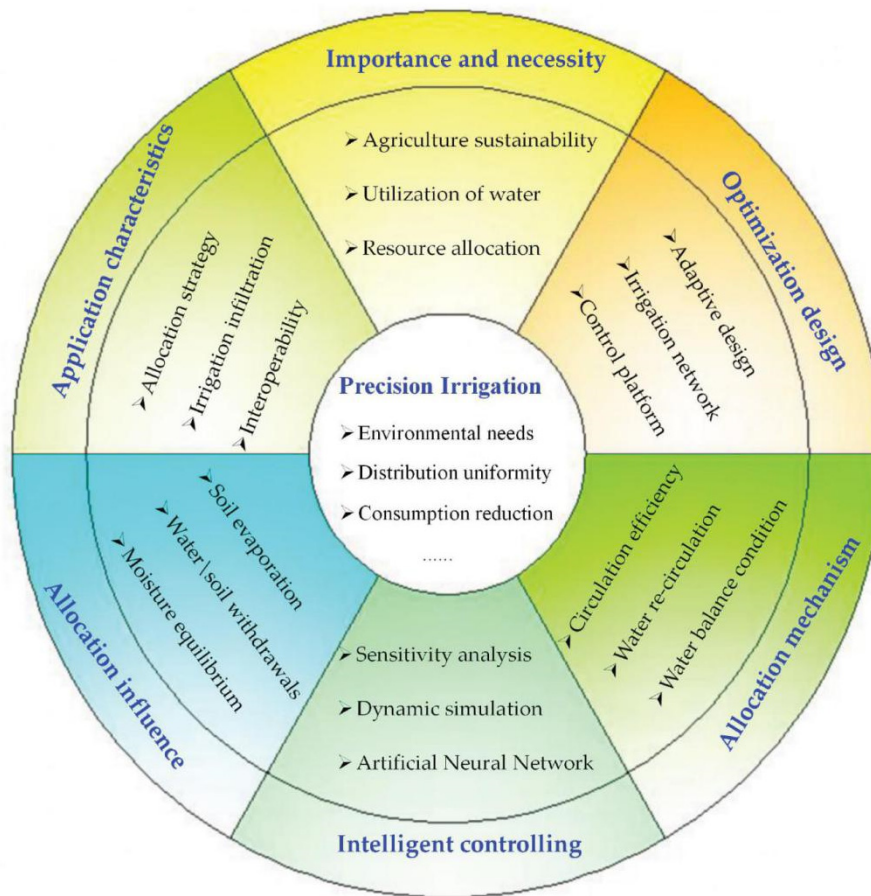 Importance and necessity
➢ Agriculture sustainability
➢ Utilization of water
➢ Resource allocation
Optimization design
➢ Adaptive design
➢ Irrigation network
➢ Control platform
Allocation mechanism
➢ Circulation efficiency
➢ Water re-circulation
➢ Water balance condition
Intelligent controlling
➢ Sensitivity analysis
➢ Dynamic simulation
➢ Artificial Neural Network
Allocation influence
➢ Soil evaporation
➢ Water\soil withdrawals
➢ Moisture equilibrium
Application characteristics
➢ Allocation strategy
➢ Irrigation infiltration
➢ Interoperability
Precision Irrigation
➢ Environmental needs
➢ Distribution uniformity
➢ Consumption reduction
......